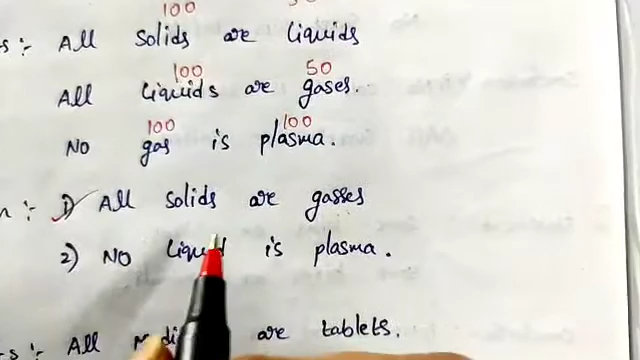 100
s :- All solids are liquids
100 50
All liquids are gases.
100 100
No gas is plasma.
n :- 1) All solids are gasses
2) No liquid is plasma.
s :- All are tablets.